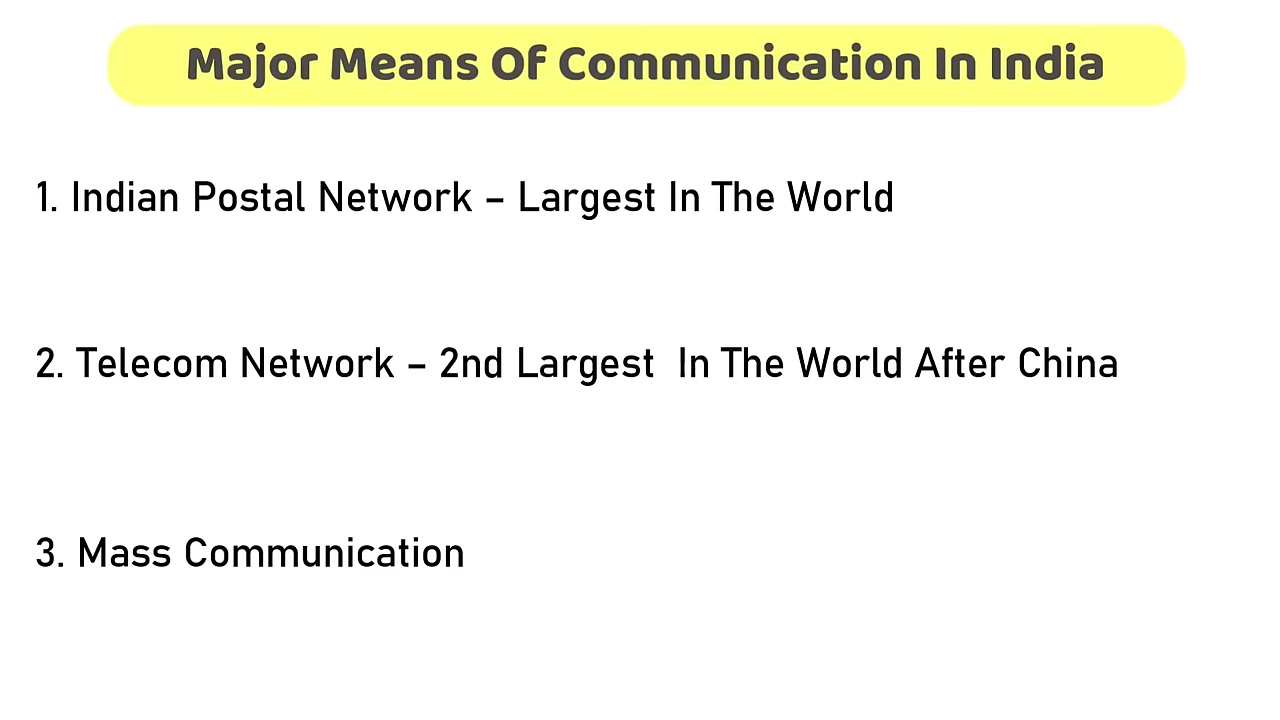 Major Means Of Communication In India
1. Indian Postal Network – Largest In The World
2. Telecom Network – 2nd Largest  In The World After China
3. Mass Communication